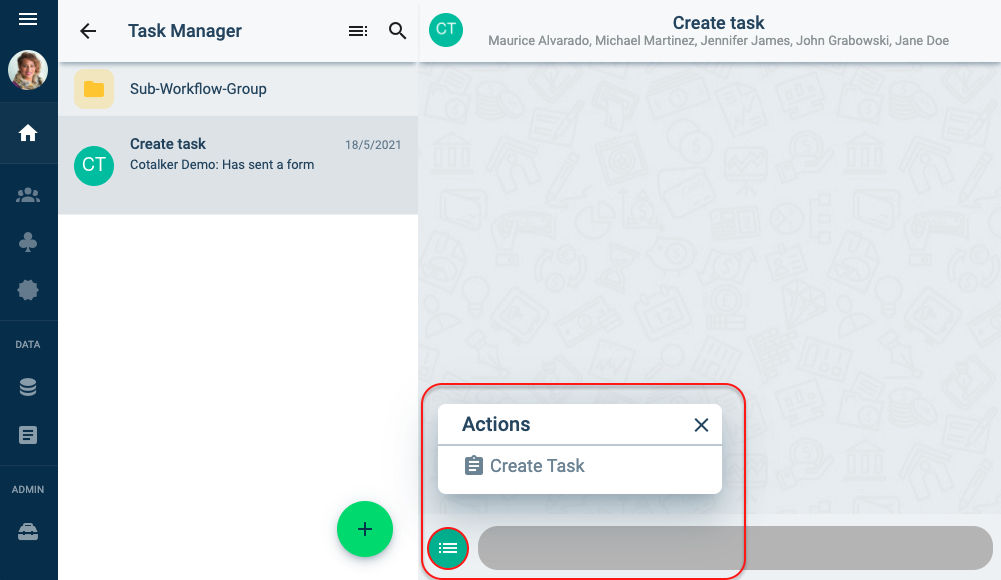 Task Manager
CT
Create task
Maurice Alvarado, Michael Martinez, Jennifer James, John Grabowski, Jane Doe
Sub-Workflow-Group
CT
Create task
18/5/2021
Cotalker Demo: Has sent a form
DATA
ADMIN
Actions
Create Task